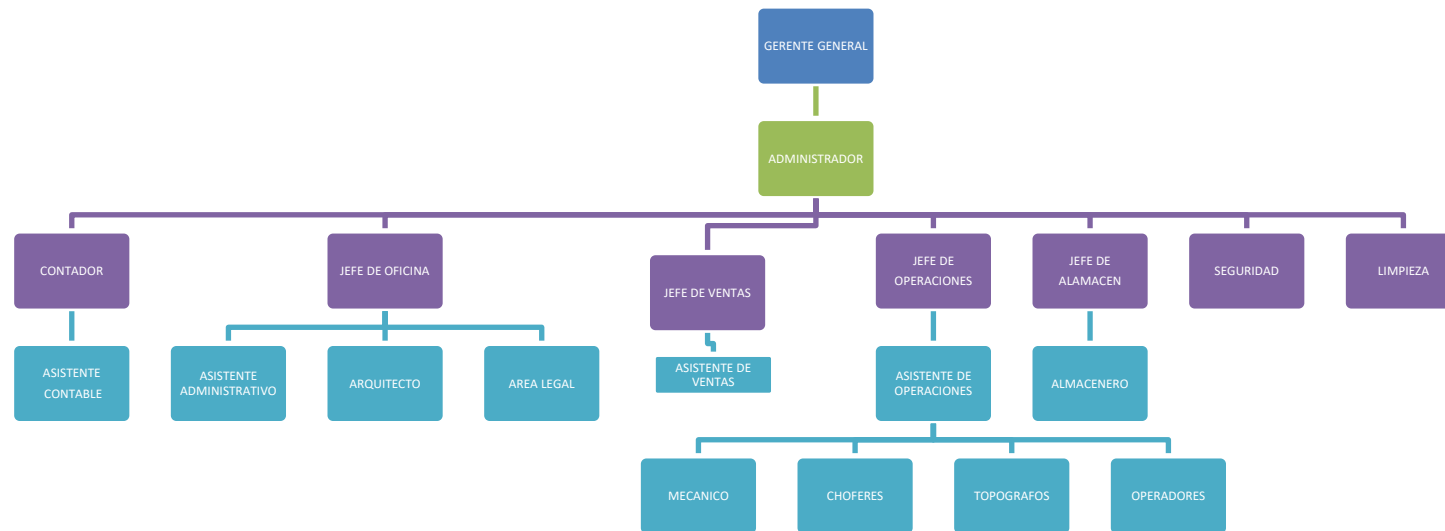 GERENTE GENERAL
ADMINISTRADOR
CONTADOR
JEFE DE OFICINA
JEFE DE VENTAS
JEFE DE
OPERACIONES
JEFE DE
ALAMACEN
SEGURIDAD
LIMPIEZA
ASISTENTE
CONTABLE
ASISTENTE
ADMINISTRATIVO
ARQUITECTO
AREA LEGAL
ASISTENTE DE
VENTAS
ASISTENTE DE
OPERACIONES
ALMACENERO
MECANICO
CHOFERES
TOPOGRAFOS
OPERADORES